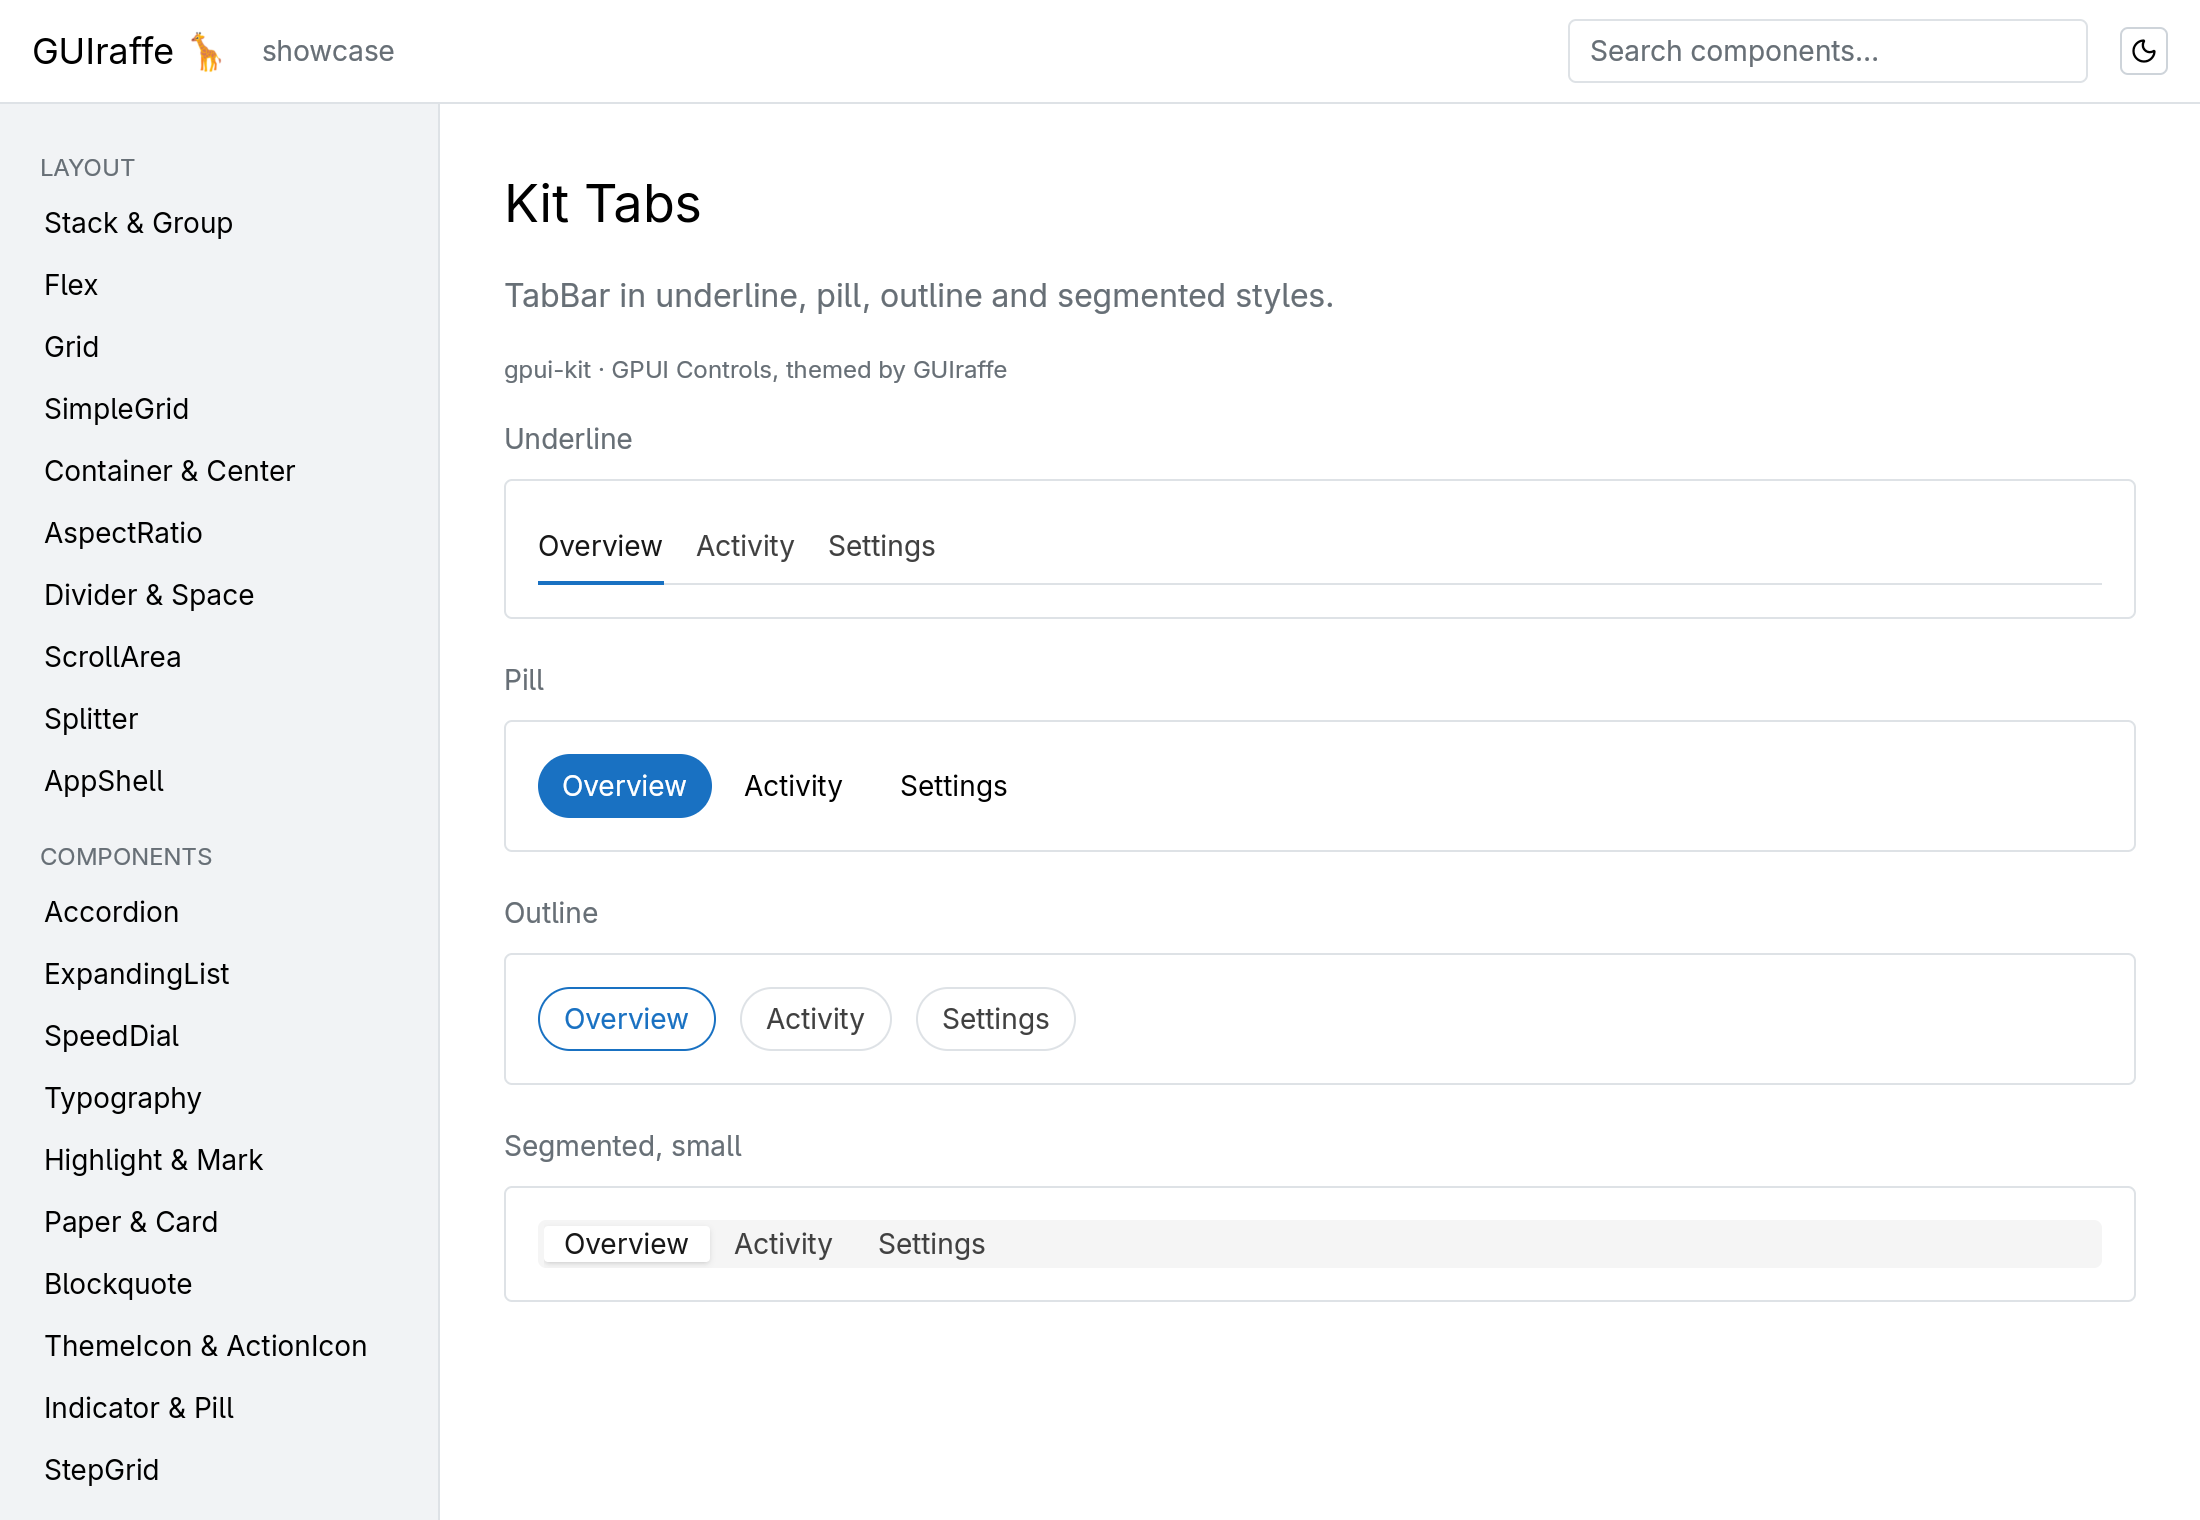 GUIraffe 🦒 showcase Search components...
LAYOUT
Stack & Group
Flex
Grid
SimpleGrid
Container & Center
AspectRatio
Divider & Space
ScrollArea
Splitter
AppShell
COMPONENTS
Accordion
ExpandingList
SpeedDial
Typography
Highlight & Mark
Paper & Card
Blockquote
ThemeIcon & ActionIcon
Indicator & Pill
StepGrid
Kit Tabs
TabBar in underline, pill, outline and segmented styles.
gpui-kit · GPUI Controls, themed by GUIraffe
Underline
Overview Activity Settings
Pill
Overview Activity Settings
Outline
Overview Activity Settings
Segmented, small
Overview Activity Settings